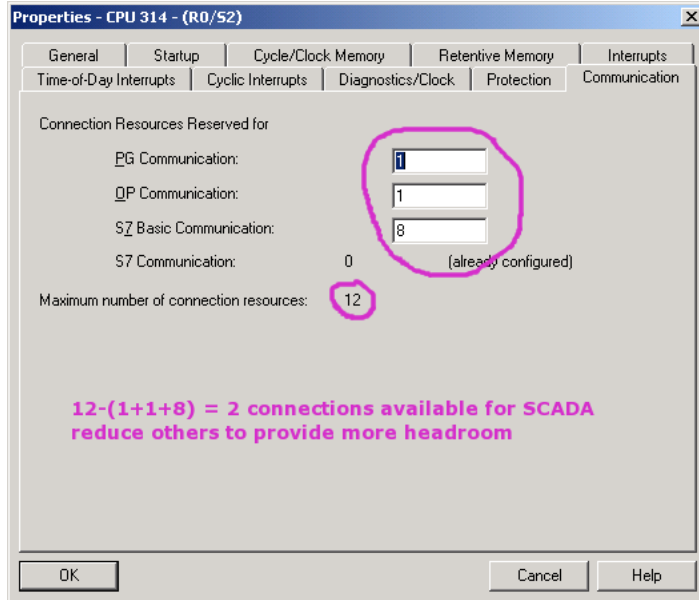 Properties - CPU 314 - (R0/S2)
General Startup Cycle/Clock Memory Retentive Memory Interrupts
Time-of-Day Interrupts Cyclic Interrupts Diagnostics/Clock Protection Communication
Connection Resources Reserved for
PG Communication: 1
OP Communication: 1
S7 Basic Communication: 8
S7 Communication: 0 (already configured)
Maximum number of connection resources: 12
12-(1+1+8) = 2 connections available for SCADA
reduce others to provide more headroom
OK Cancel Help